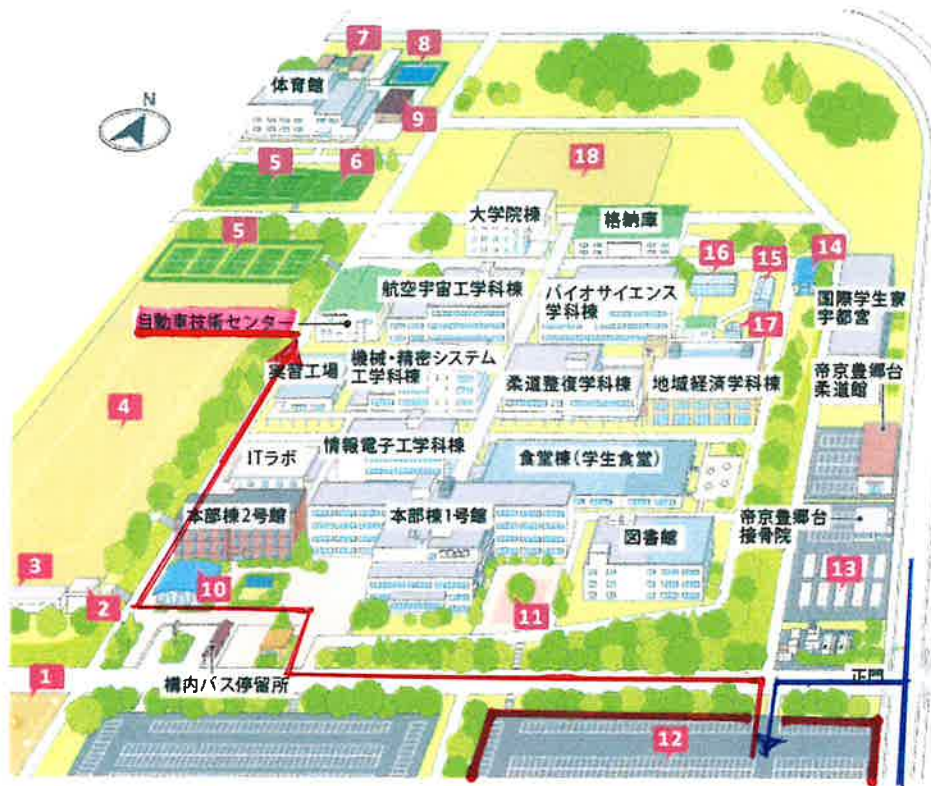 7
8
体育館
N
9
5
6
18
大学院棟
格納庫
5
16
15
14
航空宇宙工学科棟
バイオサイエンス
学科棟
国際学生寮
宇都宮
自動車技術センター
17
実習工場
機械・精密システム
工学科棟
柔道整復学科棟
地域経済学科棟
帝京豊郷台
柔道館
4
情報電子工学科棟
ITラボ
食堂棟(学生食堂)
本部棟2号館
本部棟1号館
図書館
帝京豊郷台
接骨院
3
2
10
11
13
1
構内バス停留所
正門
12